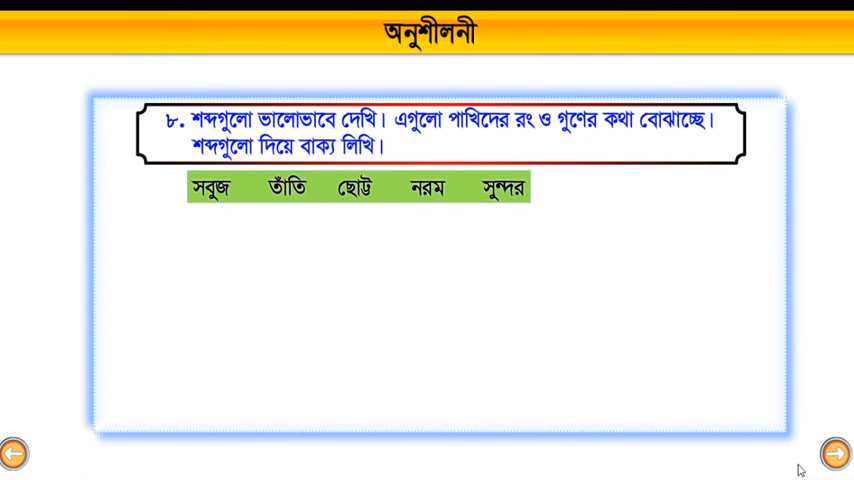 অনুশীলনী
৮. শব্দগুলো ভালোভাবে দেখি। এগুলো পাখিদের রং ও গুণের কথা বোঝাচ্ছে।
শব্দগুলো দিয়ে বাক্য লিখি।
সবুজ তাঁতি ছোট্ট নরম সুন্দর